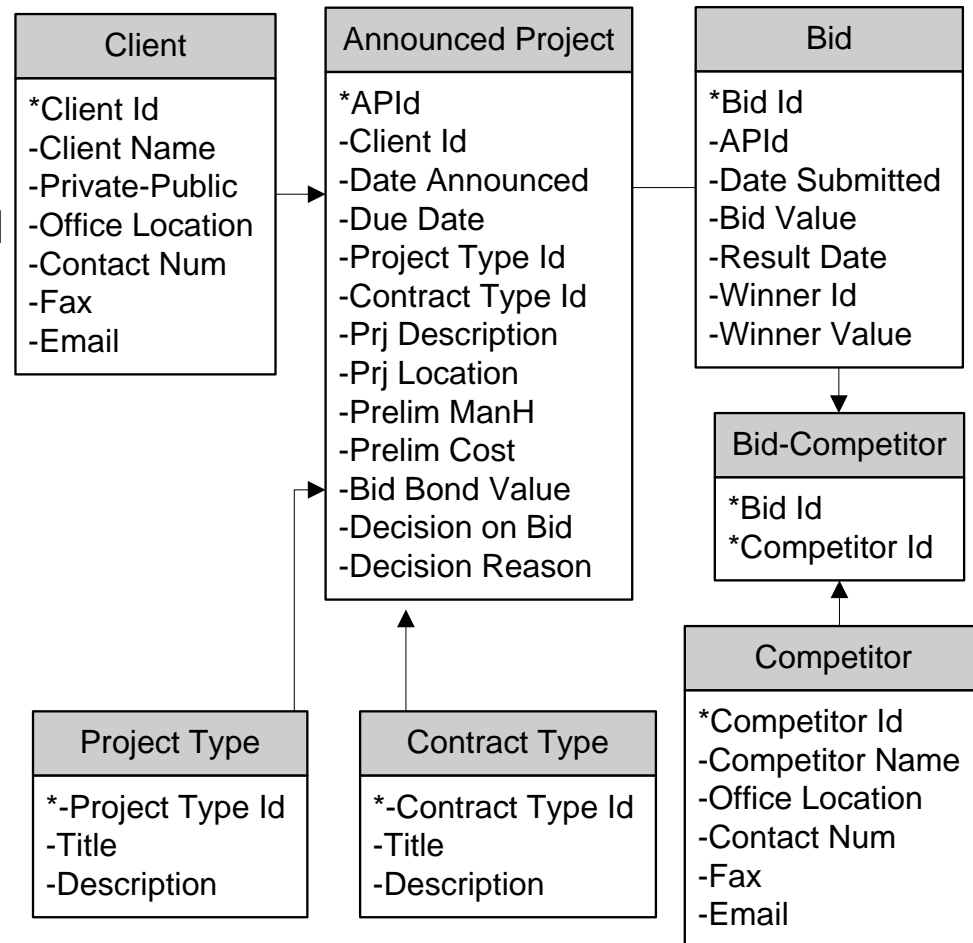 Client
*Client Id
-Client Name
-Private-Public
-Office Location
-Contact Num
-Fax
-Email
Announced Project
*APId
-Client Id
-Date Announced
-Due Date
-Project Type Id
-Contract Type Id
-Prj Description
-Prj Location
-Prelim ManH
-Prelim Cost
-Bid Bond Value
-Decision on Bid
-Decision Reason
Bid
*Bid Id
-APId
-Date Submitted
-Bid Value
-Result Date
-Winner Id
-Winner Value
Bid-Competitor
*Bid Id
*Competitor Id
Project Type
*-Project Type Id
-Title
-Description
Contract Type
*-Contract Type Id
-Title
-Description
Competitor
*Competitor Id
-Competitor Name
-Office Location
-Contact Num
-Fax
-Email